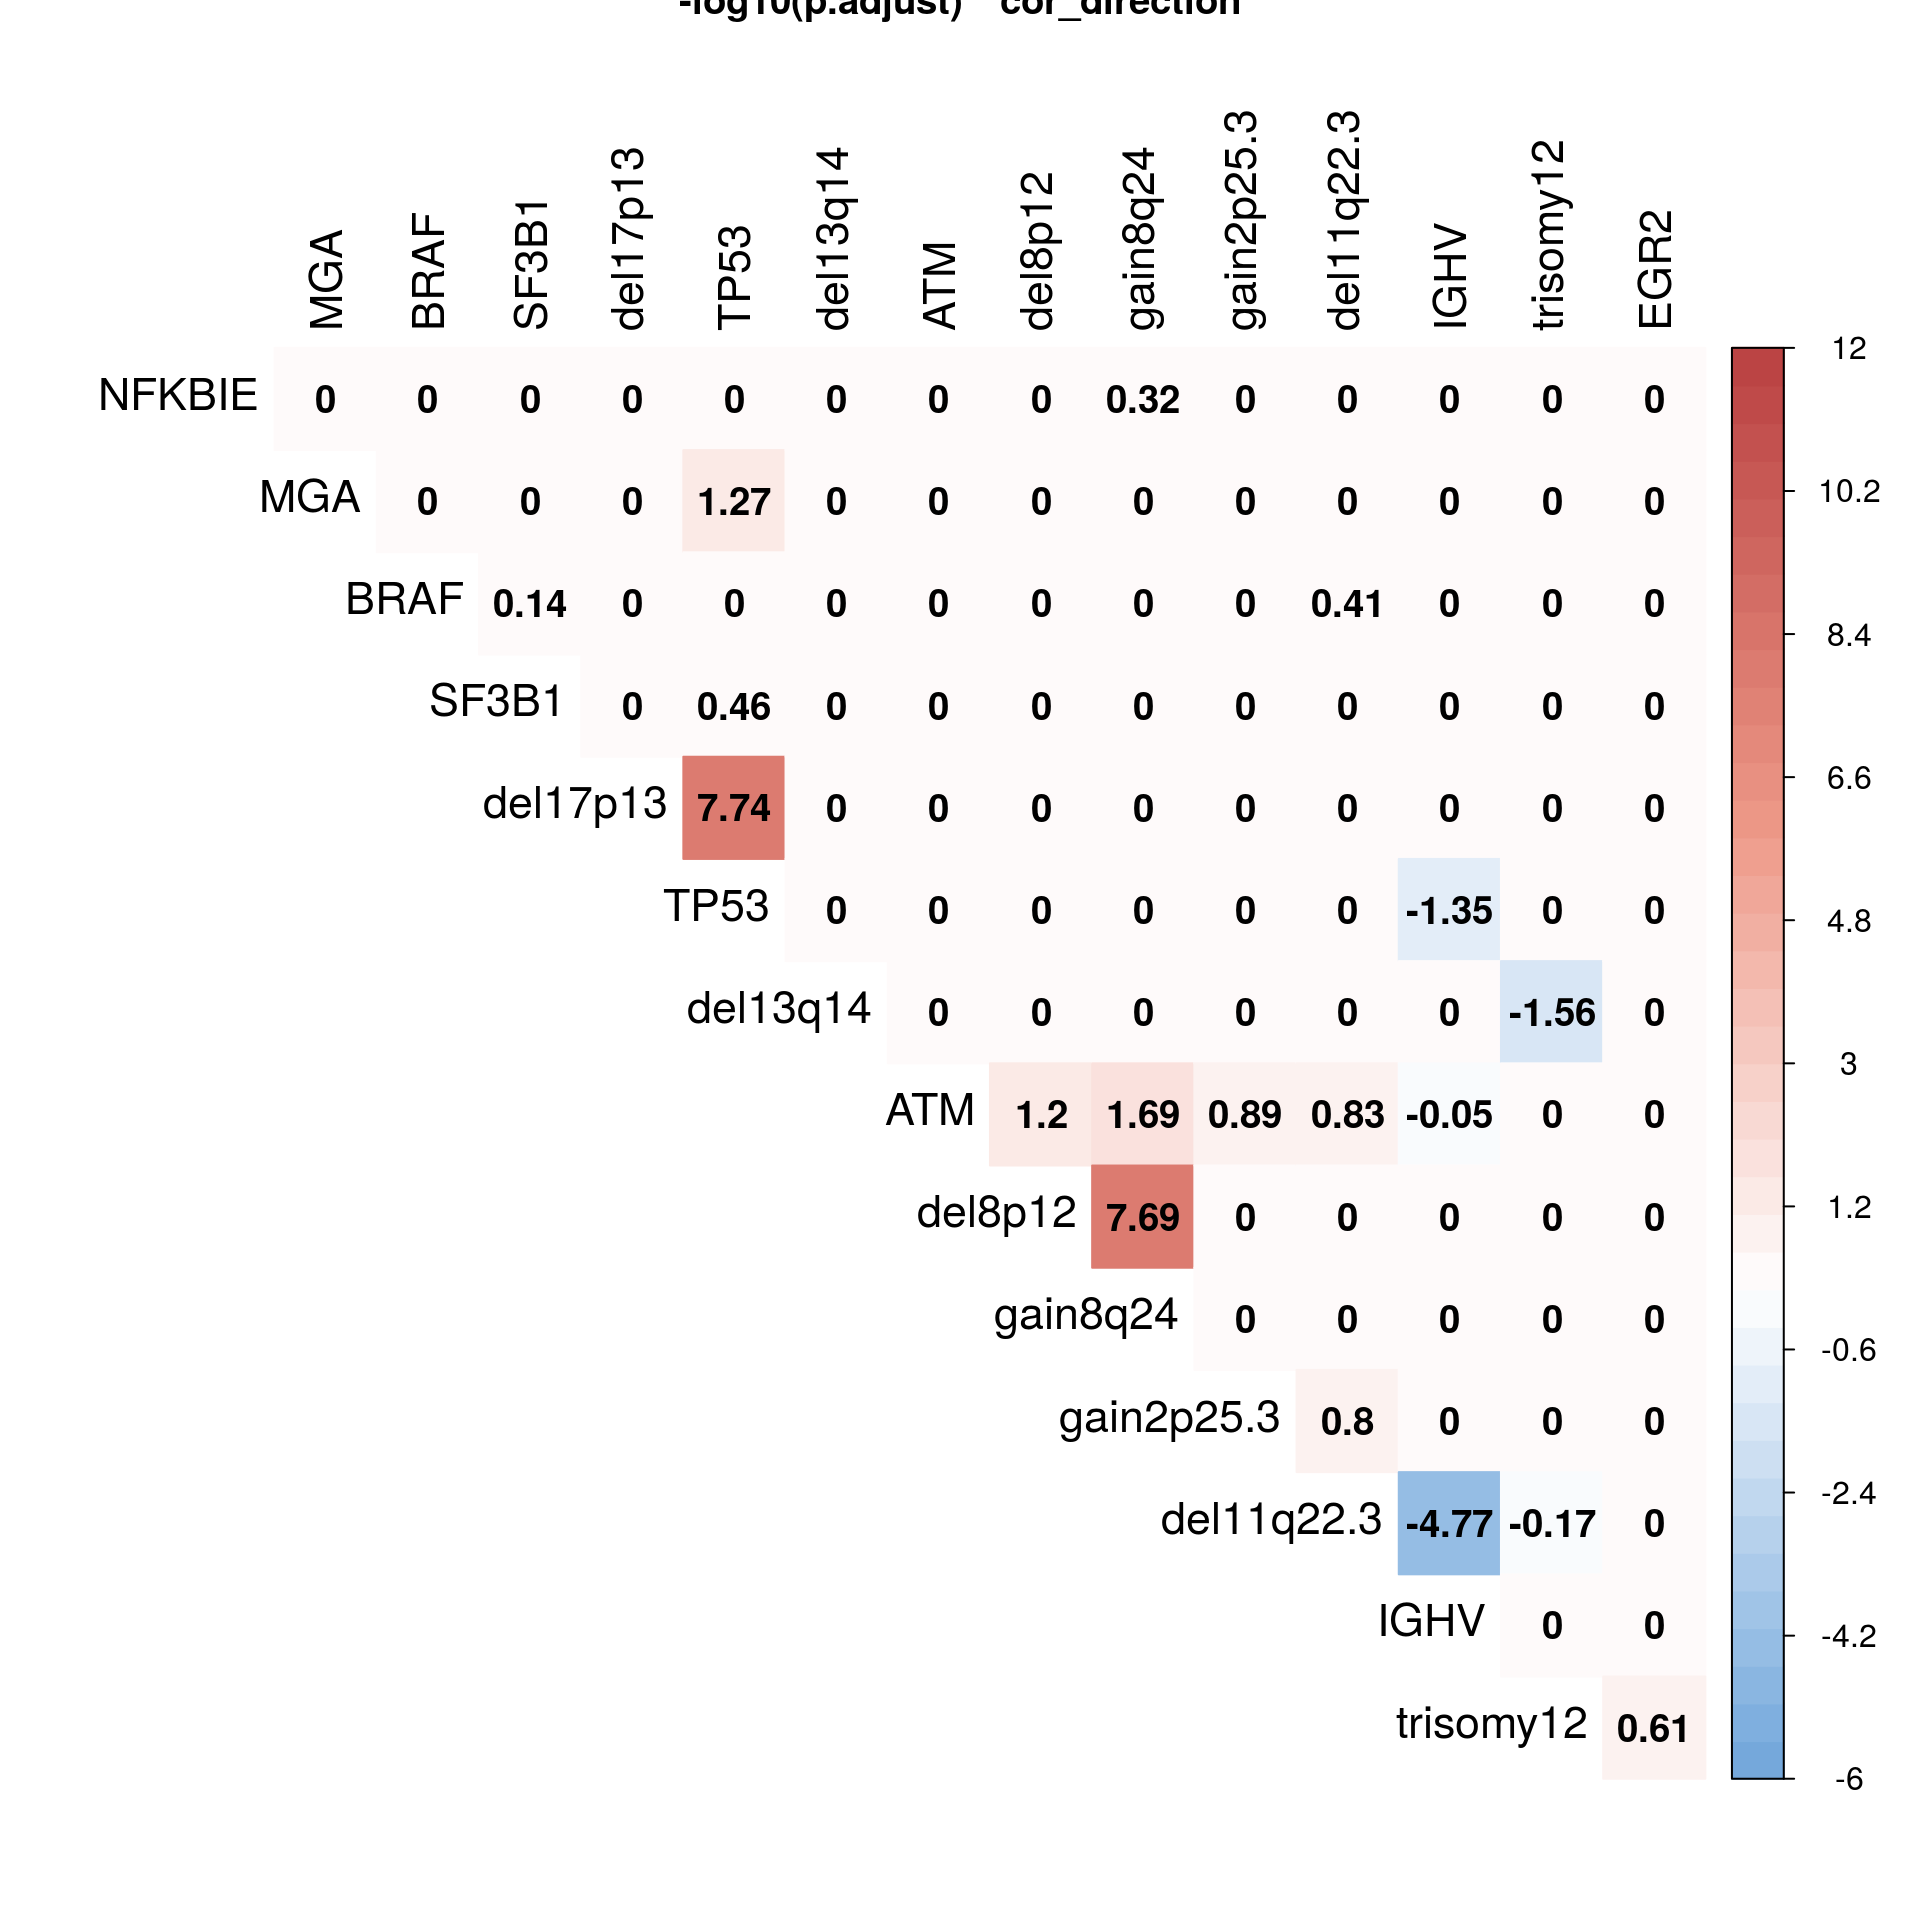 -log10(p.adjust) * cor_direction
MGA BRAF SF3B1 del17p13 TP53 del13q14 ATM del8p12 gain8q24 gain2p25.3 del11q22.3 IGHV trisomy12 EGR2
NFKBIE 0 0 0 0 0 0 0 0 0.32 0 0 0 0 0
MGA 0 0 0 1.27 0 0 0 0 0 0 0 0 0
BRAF 0.14 0 0 0 0 0 0 0 0.41 0 0 0
SF3B1 0 0.46 0 0 0 0 0 0 0 0 0
del17p13 7.74 0 0 0 0 0 0 0 0 0
TP53 0 0 0 0 0 0 -1.35 0 0
del13q14 0 0 0 0 0 0 -1.56 0
ATM 1.2 1.69 0.89 0.83 -0.05 0 0
del8p12 7.69 0 0 0 0 0
gain8q24 0 0 0 0 0
gain2p25.3 0.8 0 0 0
del11q22.3 -4.77 -0.17 0
IGHV 0 0
trisomy12 0.61
12
10.2
8.4
6.6
4.8
3
1.2
-0.6
-2.4
-4.2
-6